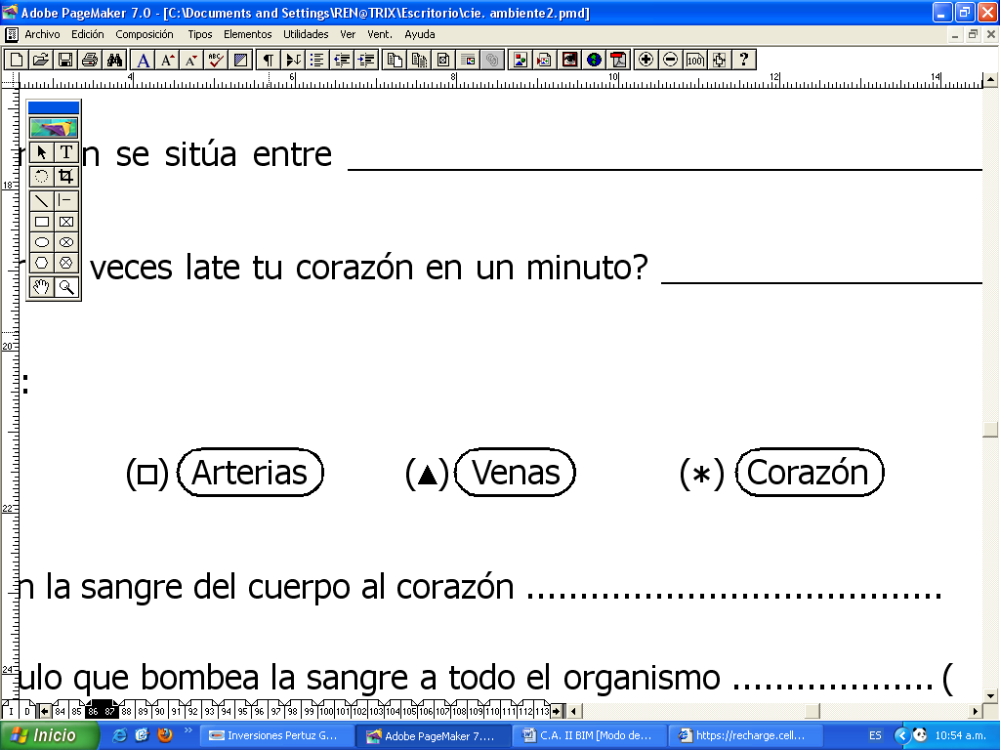 Adobe PageMaker 7.0 - [C:\Documents and Settings\REN@TRIX\Escritorio\cie. ambiente2.pmd]
Archivo Edición Composición Tipos Elementos Utilidades Ver Vent. Ayuda
4 6 8 10 12 14
n se sitúa entre
18
veces late tu corazón en un minuto?
20
:
(□) Arterias (▲) Venas (*) Corazón
22
n la sangre del cuerpo al corazón .......................................
24
ulo que bombea la sangre a todo el organismo ................... (
I D 84 85 86 87 88 89 90 91 92 93 94 95 96 97 98 99 100 101 102 103 104 105 106 107 108 109 110 111 112 113
Inicio Inversiones Pertuz G... Adobe PageMaker 7.... C.A. II BIM [Modo de... https://recharge.cell... ES 10:54 a.m.